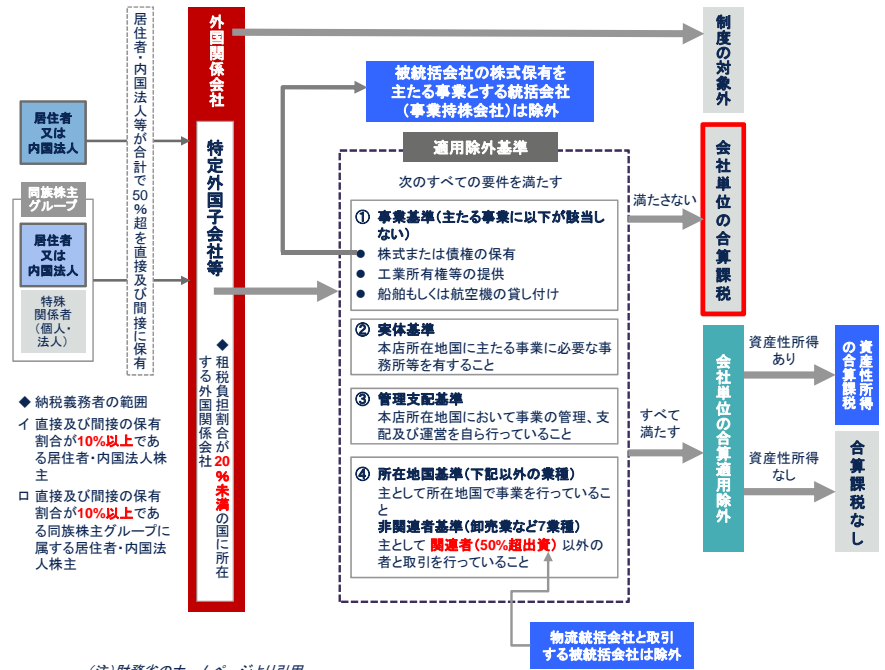 居住者
又は
内国法人
同族株主
グループ
居住者
又は
内国法人
特殊
関係者
(個人・
法人)
居住者・内国法人等が合計で50%超を直接及び間接に保有
◆ 納税義務者の範囲
イ 直接及び間接の保有
割合が10%以上であ
る居住者・内国法人株
主
ロ 直接及び間接の保有
割合が10%以上であ
る同族株主グループに
属する居住者・内国法
人株主
外国関係会社
特定外国子会社等
◆租税負担割合が20%未満の国に所在
する外国関係会社
被統括会社の株式保有を
主たる事業とする統括会社
(事業持株会社)は除外
適用除外基準
次のすべての要件を満たす
① 事業基準(主たる事業に以下が該当し
ない)
● 株式または債権の保有
● 工業所有権等の提供
● 船舶もしくは航空機の貸し付け
② 実体基準
本店所在地国に主たる事業に必要な事
務所等を有すること
③ 管理支配基準
本店所在地国において事業の管理、支
配及び運営を自ら行っていること
④ 所在地国基準(下記以外の業種)
主として所在地国で事業を行っているこ
と
非関連者基準(卸売業など7業種)
主として 関連者(50%超出資) 以外の
者と取引を行っていること
物流統括会社と取引
する被統括会社は除外
満たさない
すべて
満たす
制度の対象外
会社単位の合算課税
会社単位の合算適用除外
資産性所得
あり
資産性所得
なし
資産性所得
の合算課税
合算課税なし
(注)財務省のホームページより引用